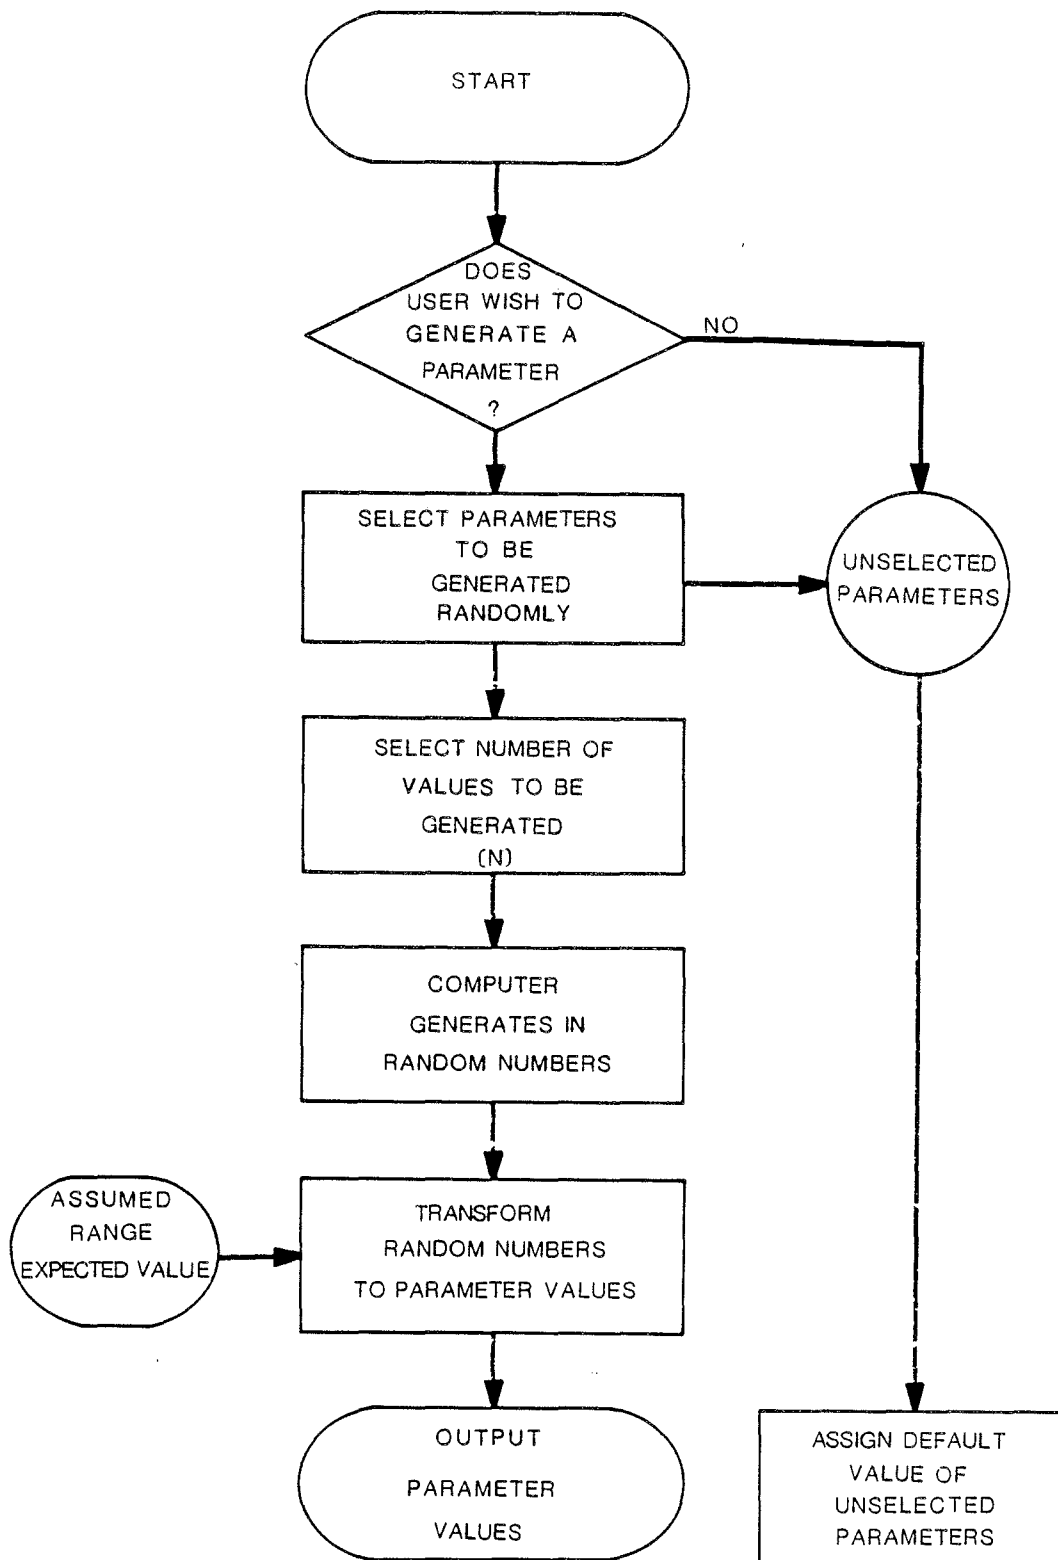 START
DOES
USER WISH TO
GENERATE A
PARAMETER
?
NO
SELECT PARAMETERS
TO BE
GENERATED
RANDOMLY
UNSELECTED
PARAMETERS
SELECT NUMBER OF
VALUES TO BE
GENERATED
(N)
COMPUTER
GENERATES IN
RANDOM NUMBERS
ASSUMED
RANGE
EXPECTED VALUE
TRANSFORM
RANDOM NUMBERS
TO PARAMETER VALUES
OUTPUT
PARAMETER
VALUES
ASSIGN DEFAULT
VALUE OF
UNSELECTED
PARAMETERS